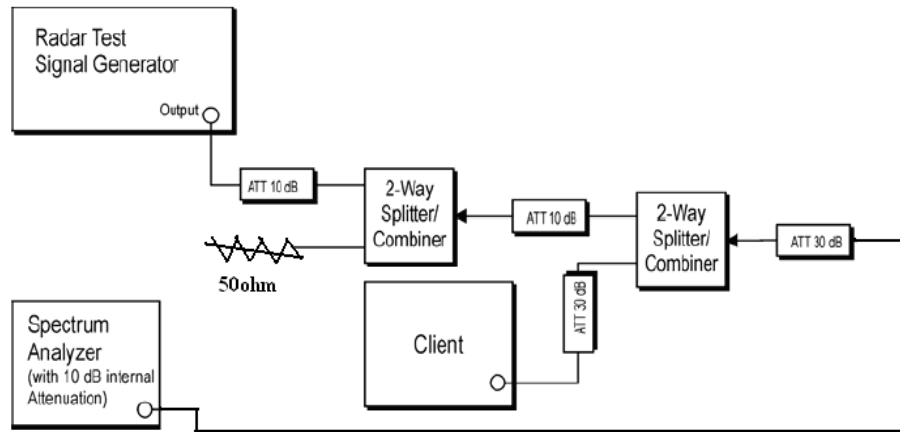 Radar Test
Signal Generator
Output
ATT 10 dB
2-Way
Splitter/
Combiner
ATT 10 dB
2-Way
Splitter/
Combiner
ATT 30 dB
50ohm
ATT 30 dB
Client
Spectrum
Analyzer
(with 10 dB internal
Attenuation)